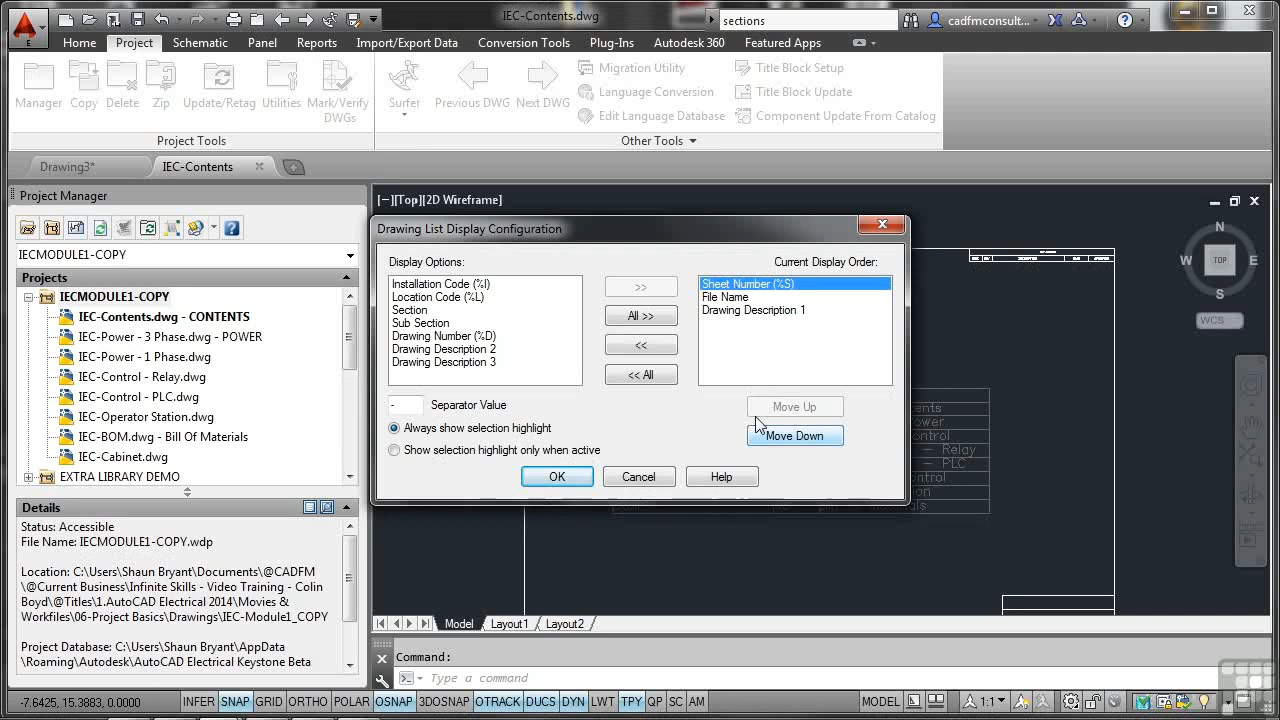 IEC-Contents.dwg
sections
cadfmconsult...
Home Project Schematic Panel Reports Import/Export Data Conversion Tools Plug-Ins Autodesk 360 Featured Apps
Manager Copy Delete Zip Update/Retag Utilities Mark/Verify DWGs
Surfer Previous DWG Next DWG
Migration Utility Title Block Setup
Language Conversion Title Block Update
Edit Language Database Component Update From Catalog
Project Tools Other Tools
Drawing3* IEC-Contents
Project Manager
IECMODULE1-COPY
Projects
IECMODULE1-COPY
IEC-Contents.dwg - CONTENTS
IEC-Power - 3 Phase.dwg - POWER
IEC-Power - 1 Phase.dwg
IEC-Control - Relay.dwg
IEC-Control - PLC.dwg
IEC-Operator Station.dwg
IEC-BOM.dwg - Bill Of Materials
IEC-Cabinet.dwg
EXTRA LIBRARY DEMO
Details
Status: Accessible
File Name: IECMODULE1-COPY.wdp
Location: C:\Users\Shaun Bryant\Documents\@CADFM
\@Current Business\Infinite Skills - Video Training - Colin
Boyd\@Titles\1.AutoCAD Electrical 2014\Movies &
Workfiles\06-Project Basics\Drawings\IEC-Module1_COPY
Project Database: C:\Users\Shaun Bryant\AppData
\Roaming\Autodesk\AutoCAD Electrical Keystone Beta
[−][Top][2D Wireframe]
N
W TOP E
S
WCS
Drawing List Display Configuration
Display Options:
Installation Code (%I)
Location Code (%L)
Section
Sub Section
Drawing Number (%D)
Drawing Description 2
Drawing Description 3
>>
All >>
<<
<< All
Current Display Order:
Sheet Number (%S)
File Name
Drawing Description 1
- Separator Value
Always show selection highlight
Show selection highlight only when active
Move Up
Move Down
OK Cancel Help
- Relay
- PLC
Model Layout1 Layout2
Command:
Type a command
-7.6425, 15.3883, 0.0000 INFER SNAP GRID ORTHO POLAR OSNAP 3DOSNAP OTRACK DUCS DYN LWT TPY QP SC AM MODEL 1:1